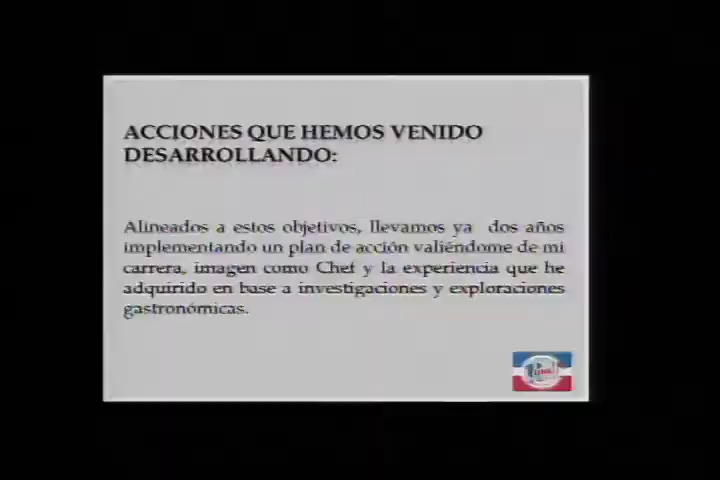 ACCIONES QUE HEMOS VENIDO
DESARROLLANDO:
Alineados a estos objetivos, llevamos ya dos años
implementando un plan de acción valiéndome de mi
carrera, imagen como Chef y la experiencia que he
adquirido en base a investigaciones y exploraciones
gastronómicas.